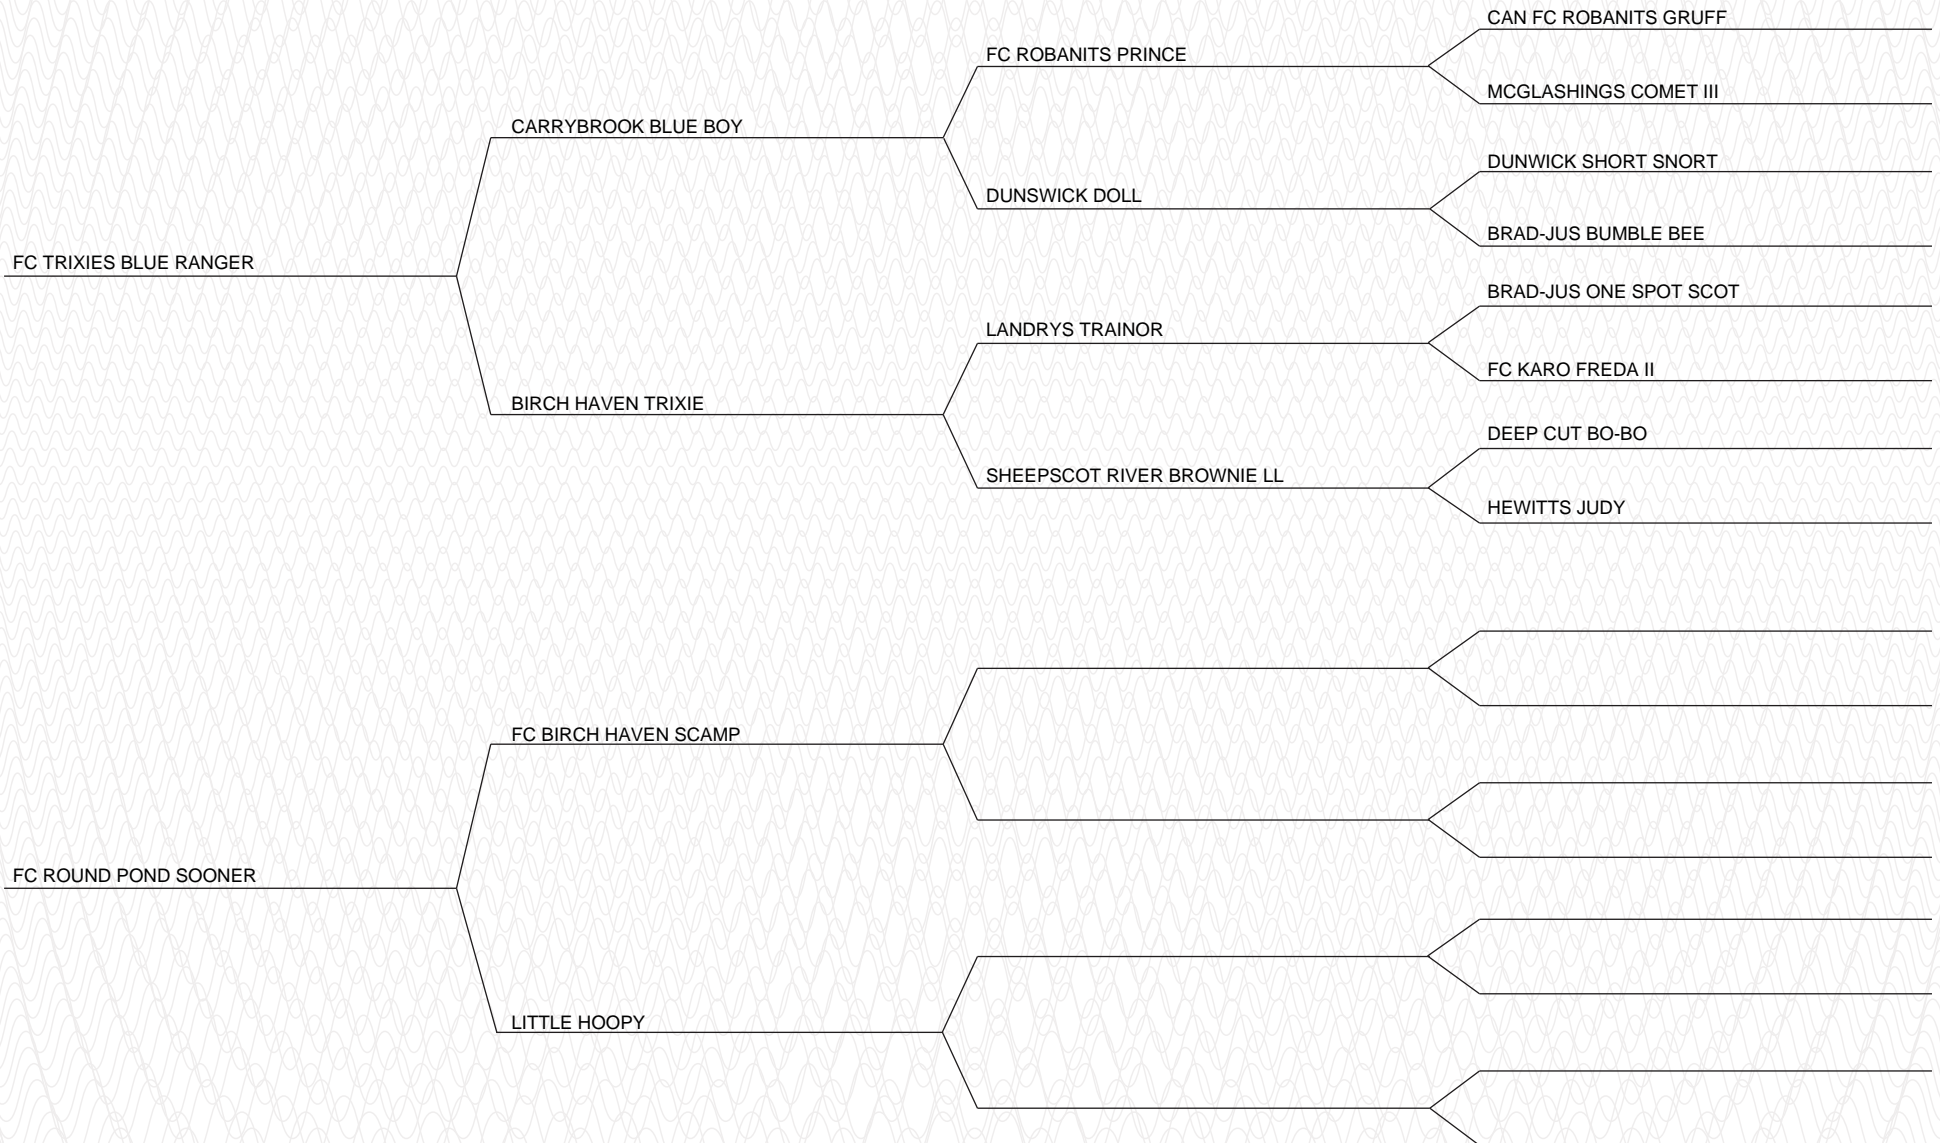 CAN FC ROBANITS GRUFF
FC ROBANITS PRINCE
MCGLASHINGS COMET III
CARRYBROOK BLUE BOY
DUNWICK SHORT SNORT
DUNSWICK DOLL
BRAD-JUS BUMBLE BEE
FC TRIXIES BLUE RANGER
BRAD-JUS ONE SPOT SCOT
LANDRYS TRAINOR
FC KARO FREDA II
BIRCH HAVEN TRIXIE
DEEP CUT BO-BO
SHEEPSCOT RIVER BROWNIE LL
HEWITTS JUDY
FC BIRCH HAVEN SCAMP
FC ROUND POND SOONER
LITTLE HOOPY